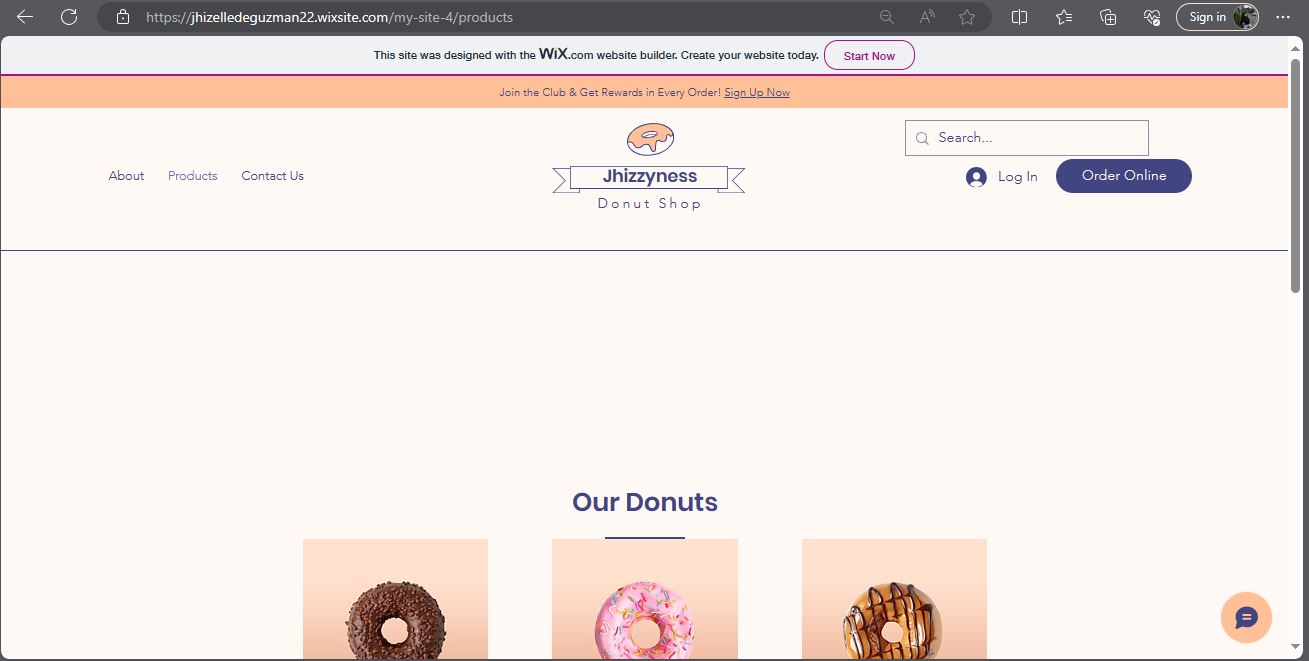 https://jhizelledeguzman22.wixsite.com/my-site-4/products
Sign in
This site was designed with the WiX.com website builder. Create your website today.
Start Now
Join the Club & Get Rewards in Every Order! Sign Up Now
Search...
About
Products
Contact Us
Jhizzyness
Donut Shop
Log In
Order Online
Our Donuts